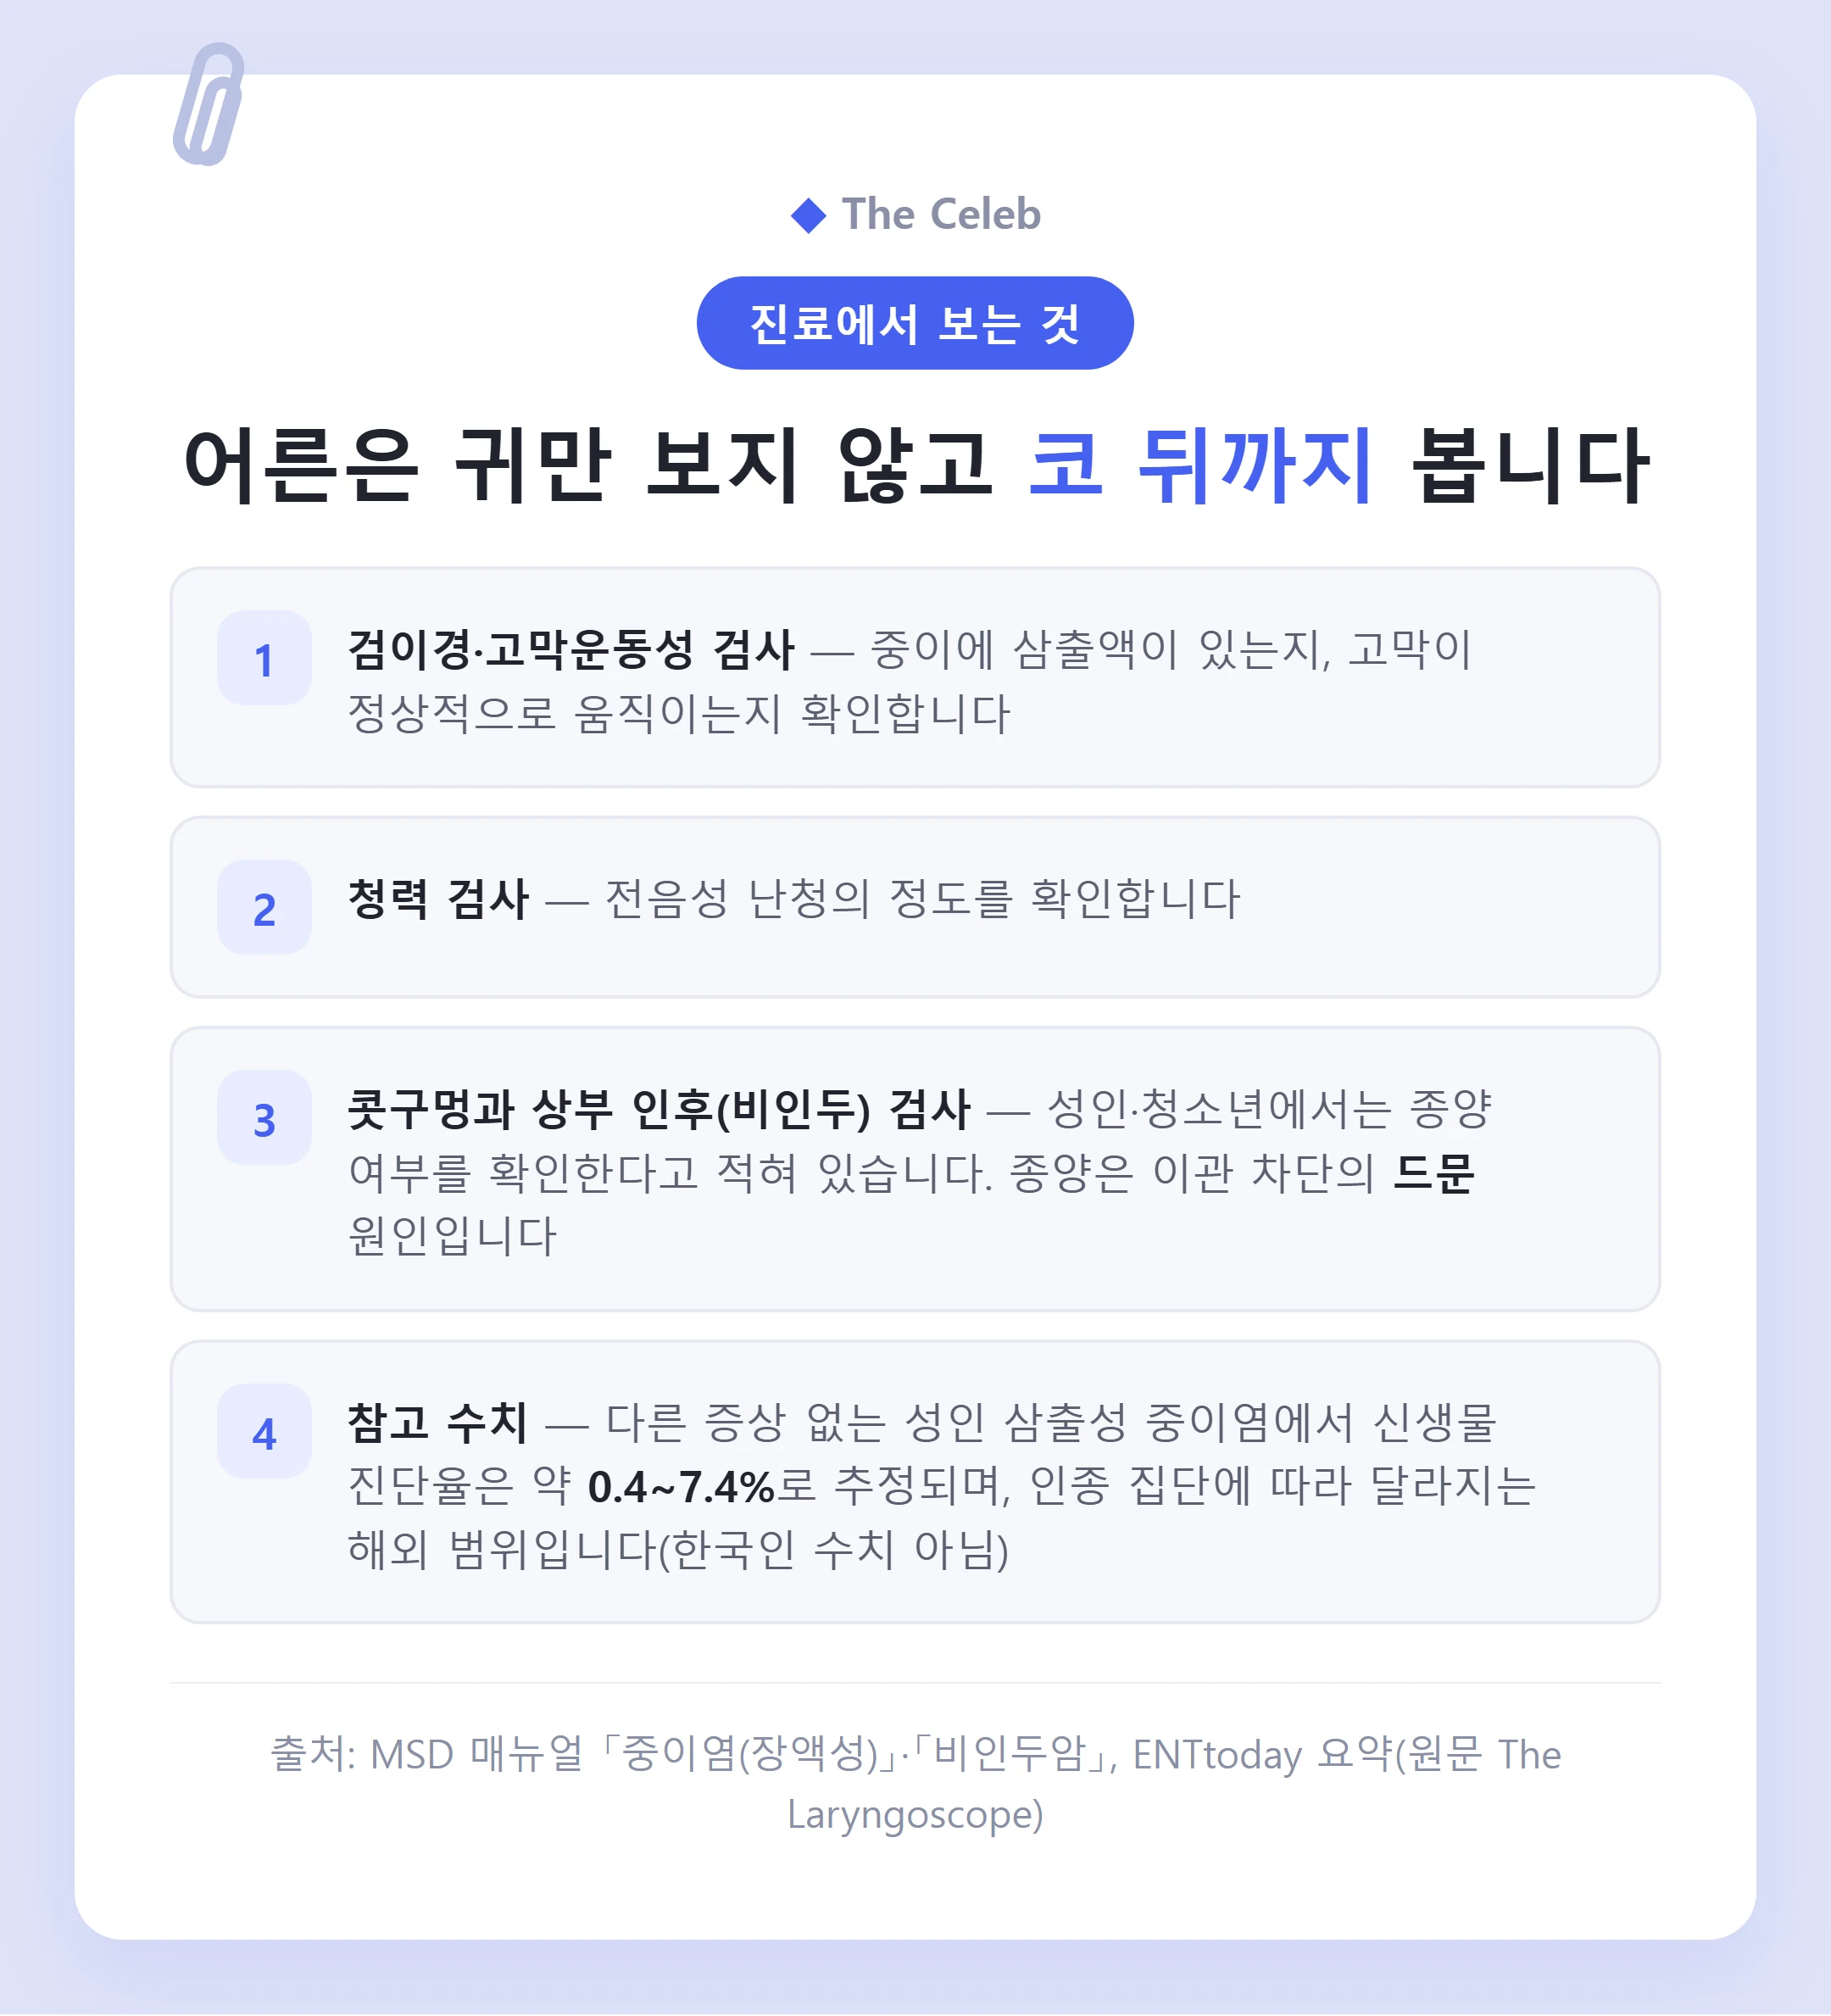 The Celeb
진료에서 보는 것
어른은 귀만 보지 않고 코 뒤까지 봅니다
1
검이경·고막운동성 검사 — 중이에 삼출액이 있는지, 고막이
정상적으로 움직이는지 확인합니다
2
청력 검사 — 전음성 난청의 정도를 확인합니다
3
콧구멍과 상부 인후(비인두) 검사 — 성인·청소년에서는 종양
여부를 확인한다고 적혀 있습니다. 종양은 이관 차단의 드문
원인입니다
4
참고 수치 — 다른 증상 없는 성인 삼출성 중이염에서 신생물
진단율은 약 0.4~7.4%로 추정되며, 인종 집단에 따라 달라지는
해외 범위입니다(한국인 수치 아님)
출처: MSD 매뉴얼 「중이염(장액성)」·「비인두암」, ENTtoday 요약(원문 The
Laryngoscope)